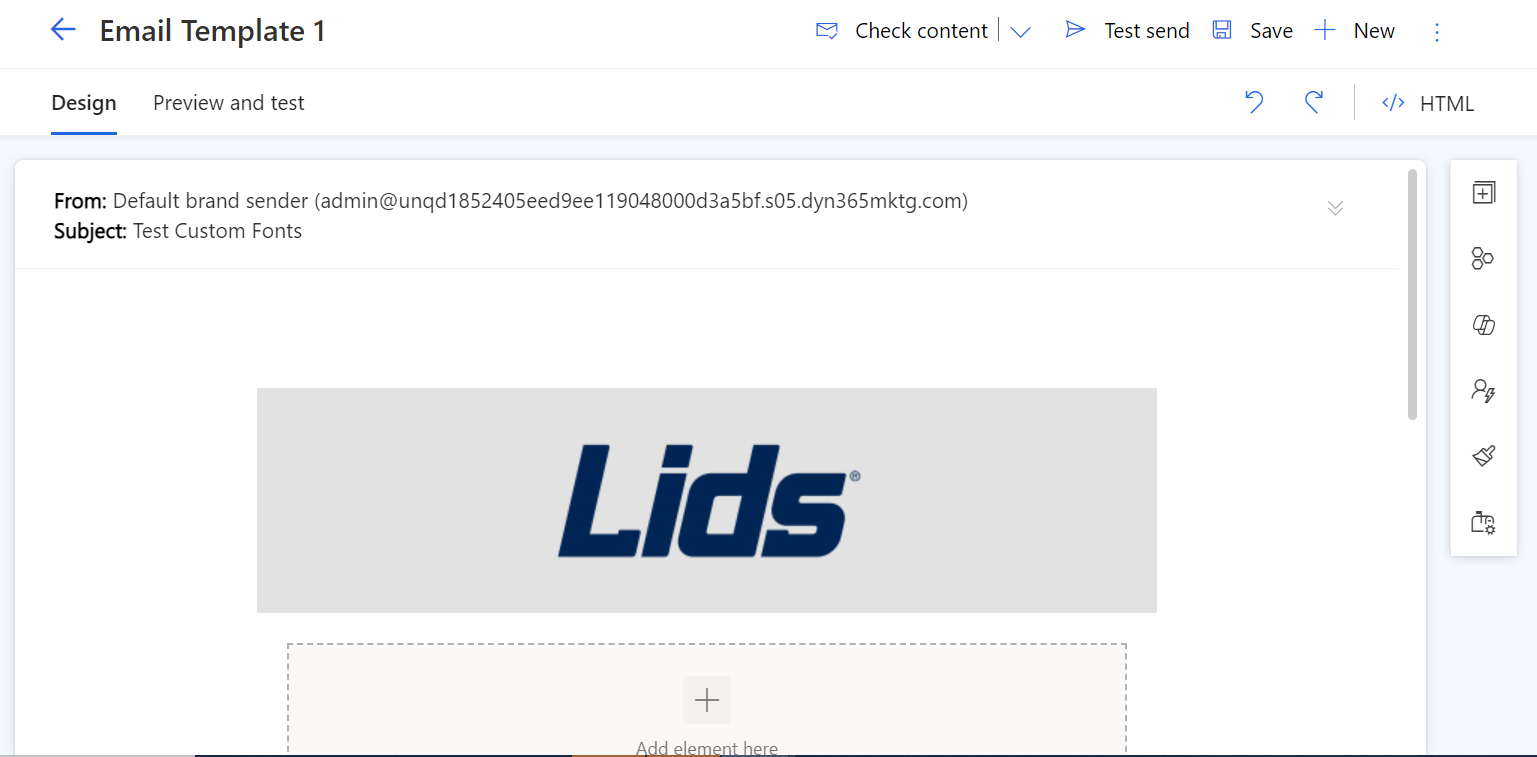 Email Template 1
Check content
Test send
Save
New
Design
Preview and test
</> HTML
From: Default brand sender (admin@unqd1852405eed9ee119048000d3a5bf.s05.dyn365mktg.com)
Subject: Test Custom Fonts
Lids®
Add element here